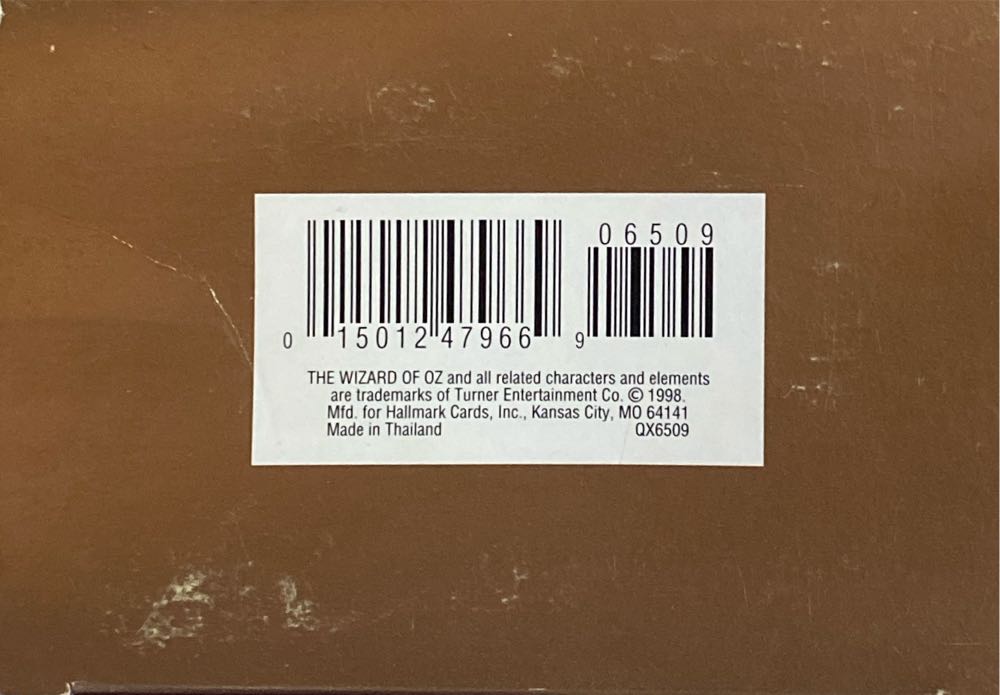 06509
0 15012 47966 9
THE WIZARD OF OZ and all related characters and elements
are trademarks of Turner Entertainment Co. © 1998.
Mfd. for Hallmark Cards, Inc., Kansas City, MO 64141
Made in Thailand QX6509